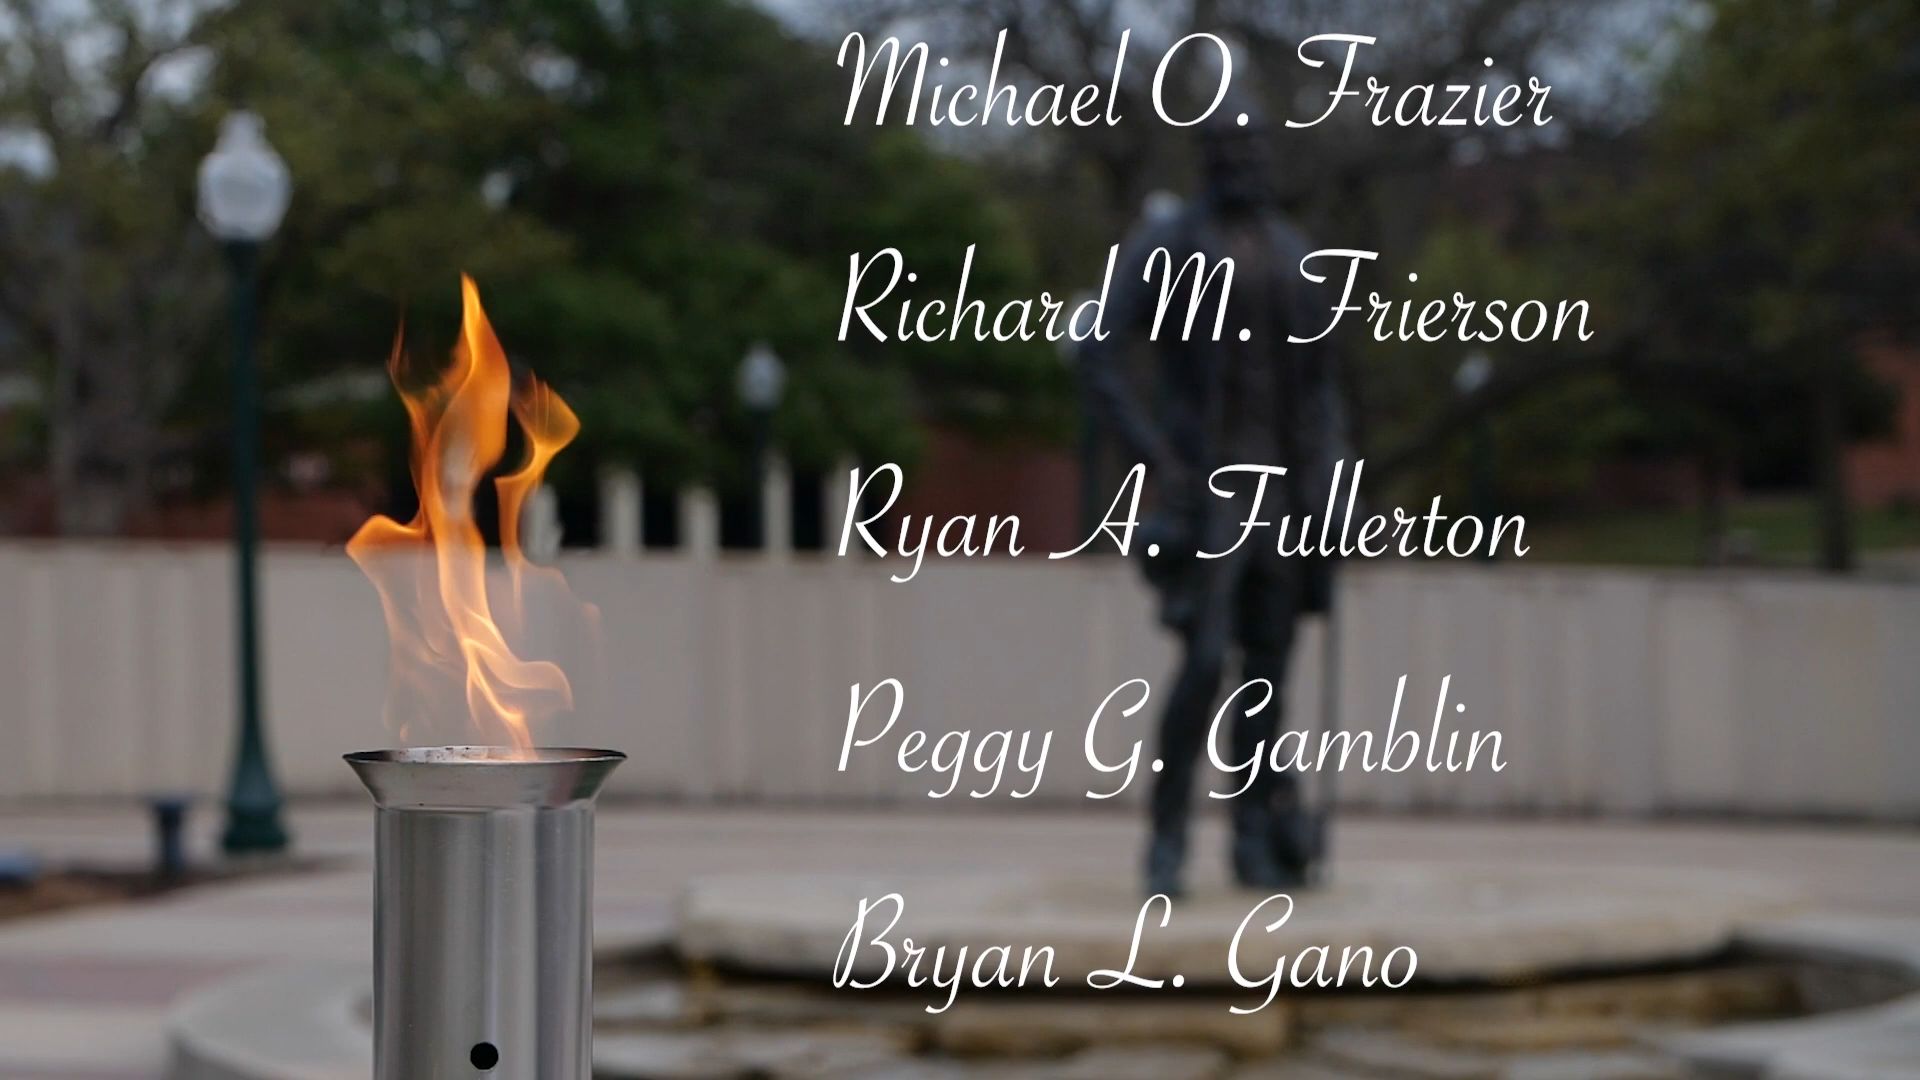 Michael O. Frazier
Richard M. Frierson
Ryan A. Fullerton
Peggy G. Gamblin
Bryan L. Gano